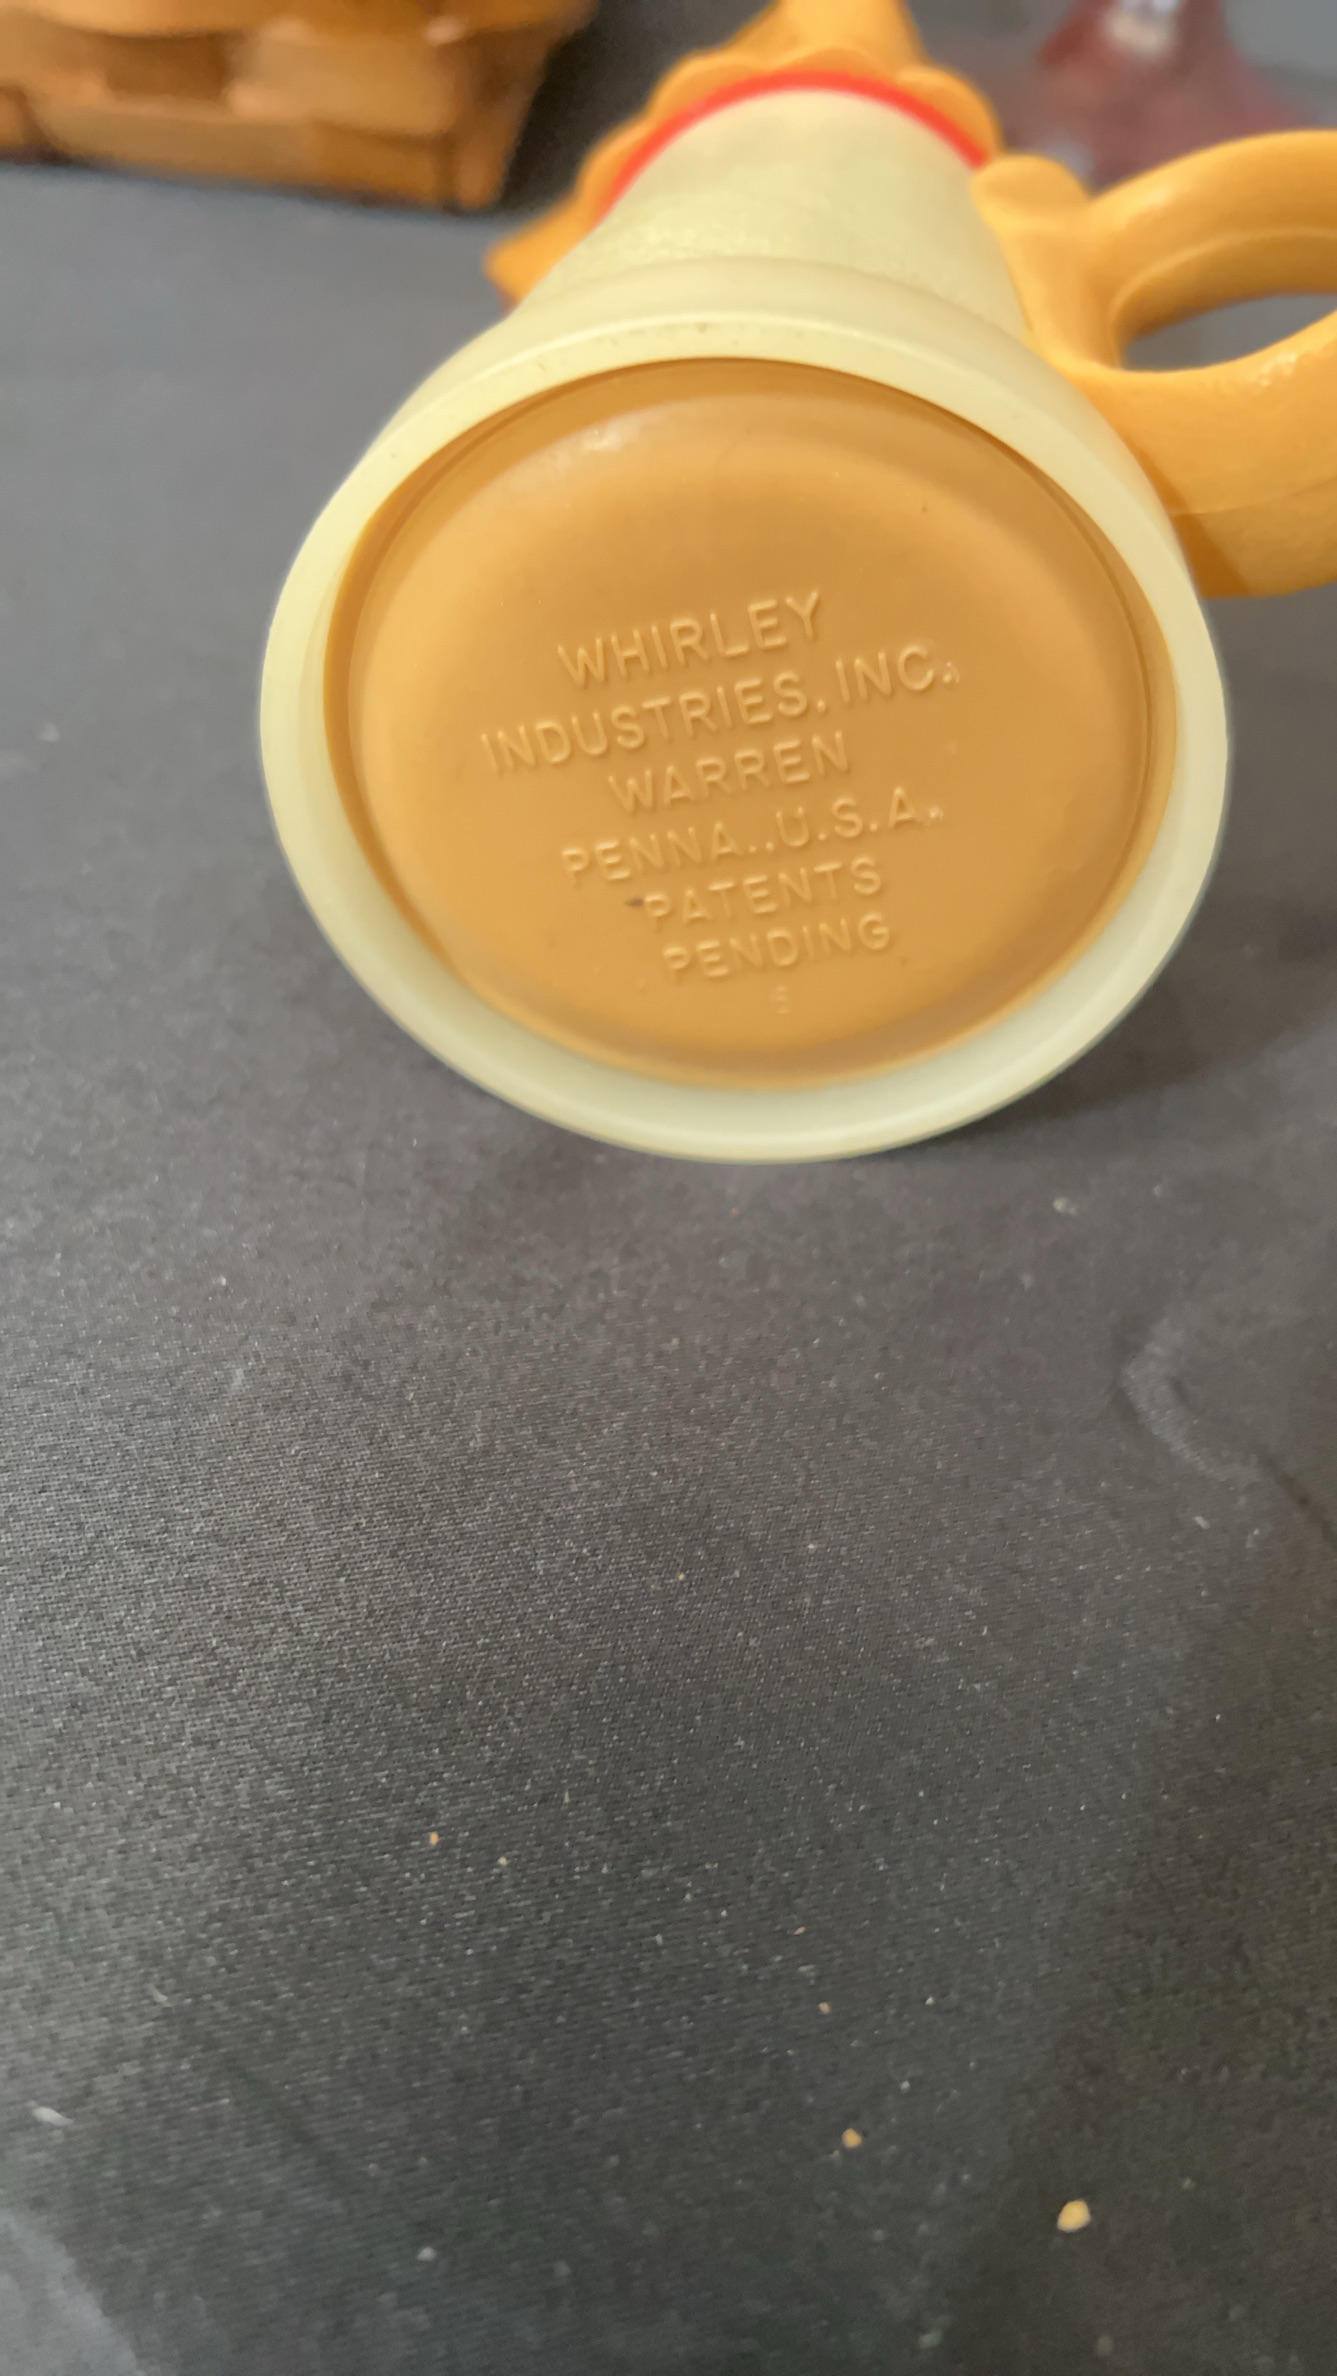 WHIRLEY
INDUSTRIES, INC.
WARREN
PENNA., U.S.A.
PATENTS
PENDING